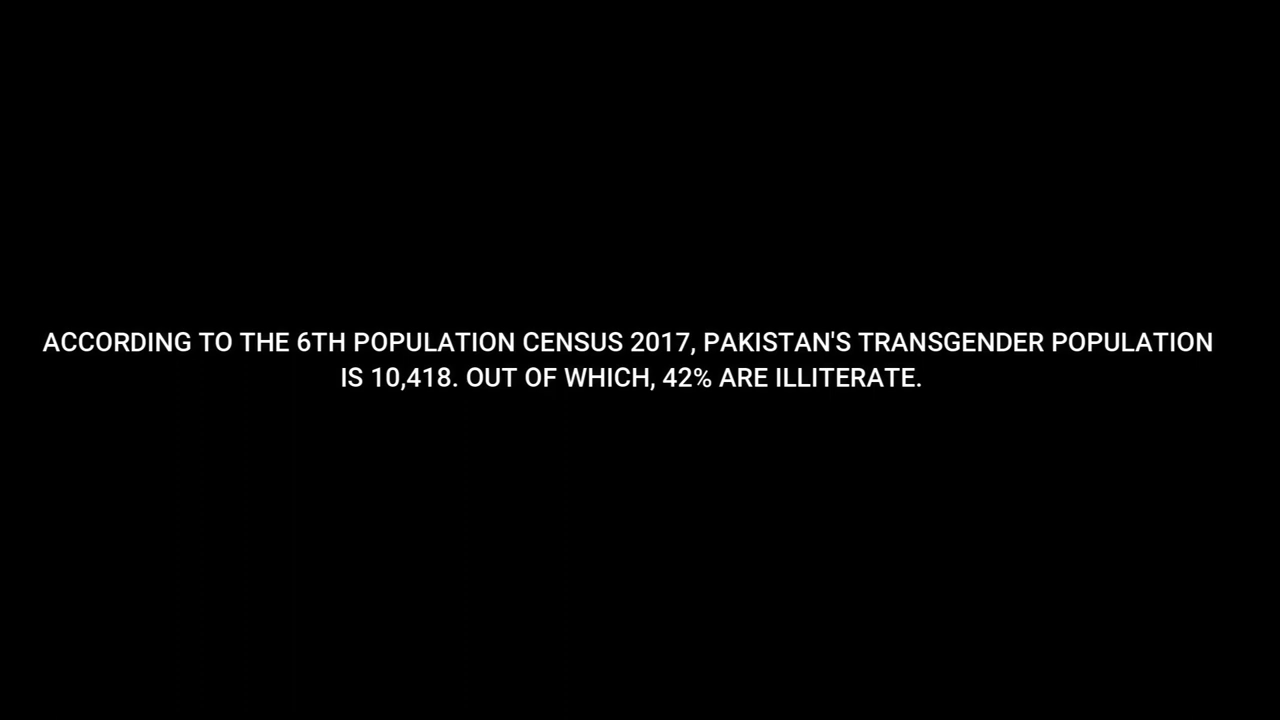 ACCORDING TO THE 6TH POPULATION CENSUS 2017, PAKISTAN'S TRANSGENDER POPULATION
IS 10,418. OUT OF WHICH, 42% ARE ILLITERATE.